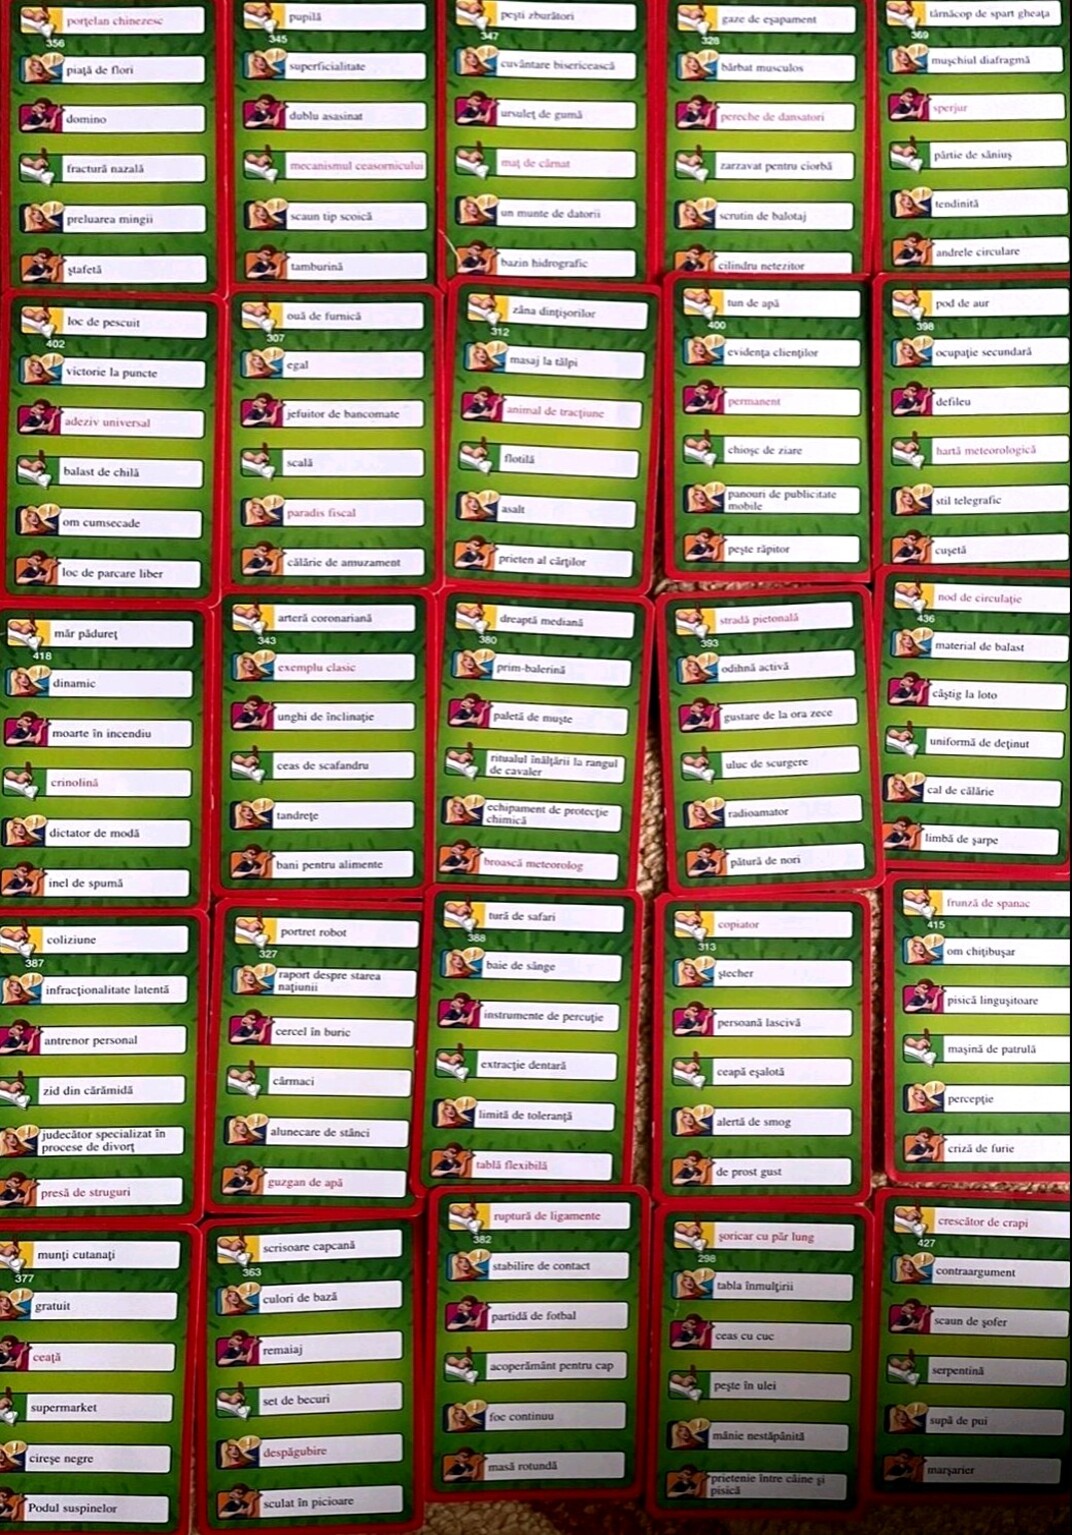 porțelan chinezesc
356
piață de flori
domino
fractură nazală
preluarea mingii
ștafetă
pupilă
345
superficialitate
dublu asasinat
mecanismul ceasornicului
scaun tip scoică
tamburină
pești zburători
347
cuvântare bisericească
ursuleț de gumă
maț de cârnat
un munte de datorii
bazin hidrografic
gaze de eșapament
328
bărbat musculos
pereche de dansatori
zarzavat pentru ciorbă
scrutin de balotaj
cilindru netezitor
târnăcop de spart gheața
369
mușchiul diafragmă
sperjur
pârtie de săniuș
tendinită
andrele circulare
loc de pescuit
402
victorie la puncte
adeziv universal
balast de chilă
om cumsecade
loc de parcare liber
ouă de furnică
307
egal
jefuitor de bancomate
scală
paradis fiscal
călărie de amuzament
zâna dințișorilor
312
masaj la tălpi
animal de tracțiune
flotilă
asalt
prieten al cărților
tun de apă
400
evidența clienților
permanent
chioșc de ziare
panouri de publicitate
mobile
pește răpitor
pod de aur
398
ocupație secundară
defileu
hartă meteorologică
stil telegrafic
cușetă
măr pădureț
418
dinamic
moarte în incendiu
crinolină
dictator de modă
inel de spumă
arteră coronariană
343
exemplu clasic
unghi de înclinație
ceas de scafandru
tandrețe
bani pentru alimente
dreaptă mediană
380
prim-balerină
paletă de muște
ritualul înălțării la rangul
de cavaler
echipament de protecție
chimică
broască meteorolog
stradă pietonală
393
odihnă activă
gustare de la ora zece
uluc de scurgere
radioamator
pătură de nori
nod de circulație
436
material de balast
câștig la loto
uniformă de deținut
cal de călărie
limbă de șarpe
coliziune
387
infracționalitate latentă
antrenor personal
zid din cărămidă
judecător specializat în
procese de divorț
presă de struguri
portret robot
327
raport despre starea
națiunii
cercel în buric
cârmaci
alunecare de stânci
guzgan de apă
tură de safari
388
baie de sânge
instrumente de percuție
extracție dentară
limită de toleranță
tablă flexibilă
copiator
313
ștecher
persoană lascivă
ceapă eșalotă
alertă de smog
de prost gust
frunză de spanac
415
om chițibușar
pisică lingușitoare
mașină de patrulă
percepție
criză de furie
munți cutanați
377
gratuit
ceață
supermarket
cireșe negre
Podul suspinelor
scrisoare capcană
363
culori de bază
remaiaj
set de becuri
despăgubire
sculat în picioare
ruptură de ligamente
382
stabilire de contact
partidă de fotbal
acoperământ pentru cap
foc continuu
masă rotundă
șoricar cu păr lung
298
tabla înmulțirii
ceas cu cuc
pește în ulei
mânie nestăpânită
prietenie între câine și
pisică
crescător de crapi
427
contraargument
scaun de șofer
serpentină
supă de pui
marșarier